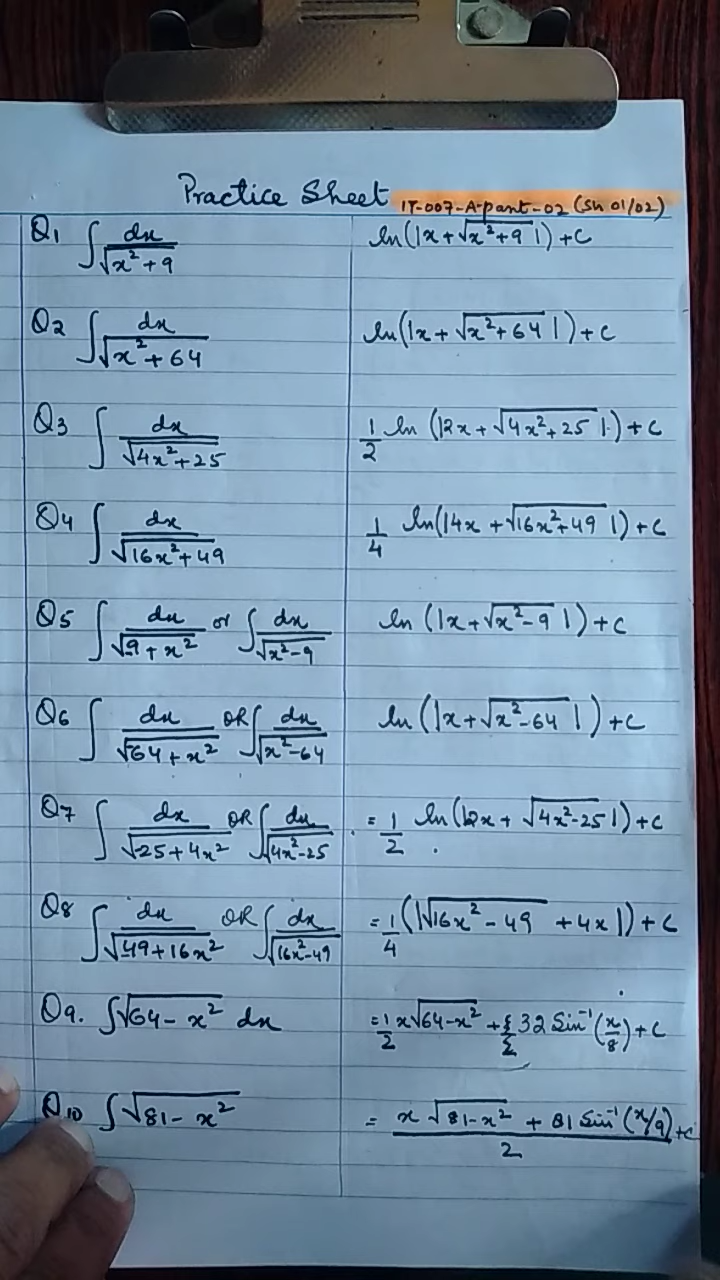 Practice Sheet IT-007-A-pant-02 (Sh 01/02)
Q1 ∫ dx/√(x²+9) ln(|x+√(x²+9)|)+C
Q2 ∫ dx/√(x²+64) ln(|x+√(x²+64)|)+C
Q3 ∫ dx/√(4x²+25) 1/2 ln(|2x+√(4x²+25)|)+C
Q4 ∫ dx/√(16x²+49) 1/4 ln(|4x+√(16x²+49)|)+C
Q5 ∫ dx/√(9+x²) or ∫ dx/√(x²-9) ln(|x+√(x²-9)|)+C
Q6 ∫ dx/√(64+x²) OR ∫ dx/√(x²-64) ln(|x+√(x²-64)|)+C
Q7 ∫ dx/√(25+4x²) OR ∫ dx/√(4x²-25) = 1/2 ln(|2x+√(4x²-25)|)+C
Q8 ∫ dx/√(49+16x²) OR ∫ dx/√(16x²-49) = 1/4 (|√(16x²-49) + 4x|)+C
Q9. ∫√(64-x²) dx = 1/2 x√(64-x²) + 32 Sin⁻¹(x/8)+C
Q10 ∫√(81-x²) = (x√(81-x²) + 81 Sin⁻¹(x/9))/2 +C